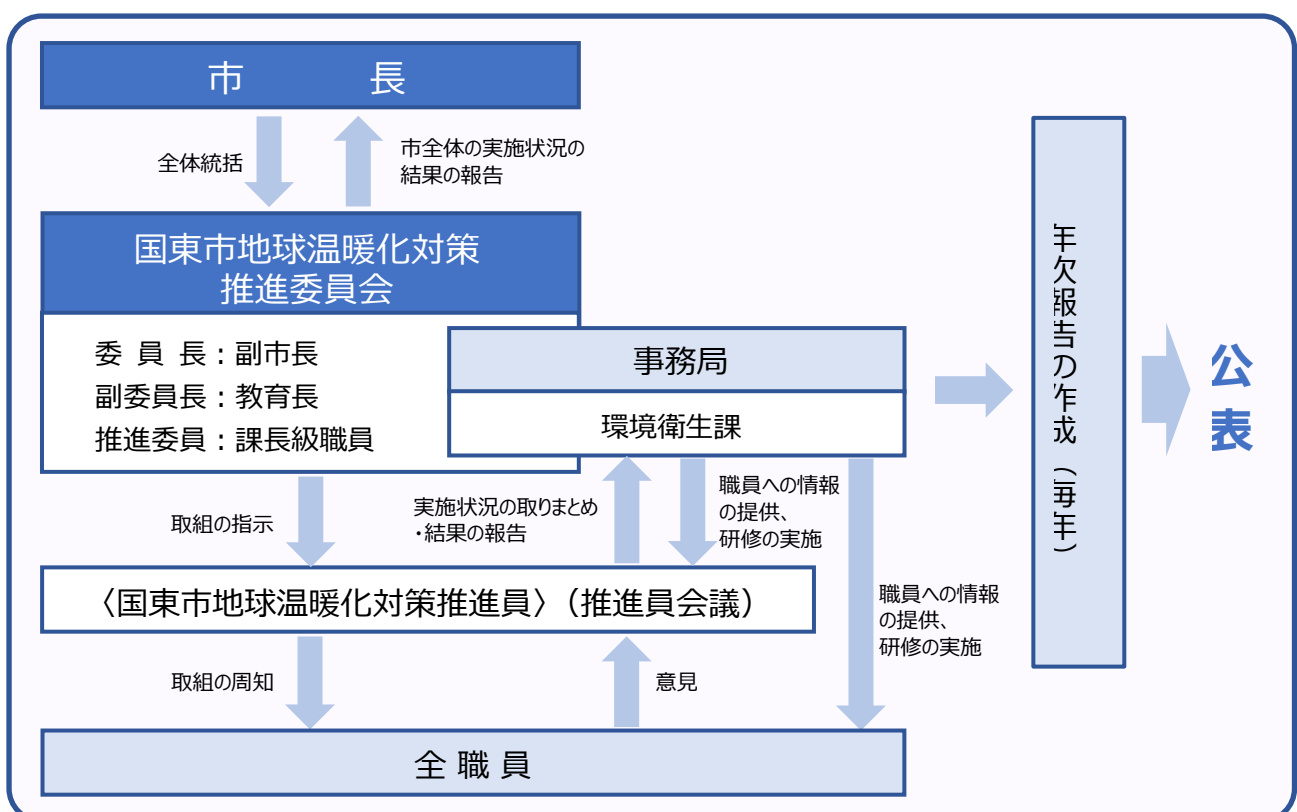 市　　　長
全体統括
市全体の実施状況の
結果の報告
国東市地球温暖化対策
推進委員会
委 員 長：副市長
副委員長：教育長
推進委員：課長級職員
事務局
環境衛生課
取組の指示
実施状況の取りまとめ
・結果の報告
職員への情報
の提供、
研修の実施
〈国東市地球温暖化対策推進員〉（推進員会議）
職員への情報
の提供、
研修の実施
取組の周知
意見
全 職 員
年次報告の作成（毎年）
公表